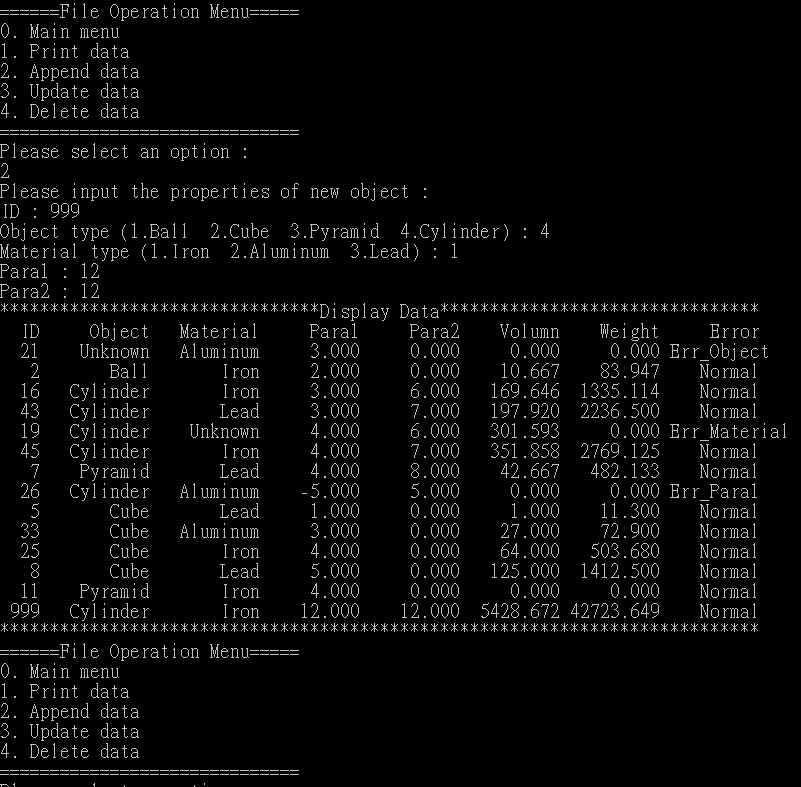 ======File Operation Menu=====
0. Main menu
1. Print data
2. Append data
3. Update data
4. Delete data
==============================
Please select an option :
2
Please input the properties of new object :
ID : 999
Object type (1.Ball  2.Cube  3.Pyramid  4.Cylinder) : 4
Material type (1.Iron  2.Aluminum  3.Lead) : 1
Para1 : 12
Para2 : 12
********************************Display Data********************************
  ID     Object   Material     Para1     Para2    Volumn    Weight     Error
  21    Unknown   Aluminum     3.000     0.000     0.000     0.000 Err_Object
   2       Ball       Iron     2.000     0.000    10.667    83.947    Normal
  16   Cylinder       Iron     3.000     6.000   169.646  1335.114    Normal
  43   Cylinder       Lead     3.000     7.000   197.920  2236.500    Normal
  19   Cylinder    Unknown     4.000     6.000   301.593     0.000 Err_Material
  45   Cylinder       Iron     4.000     7.000   351.858  2769.125    Normal
   7    Pyramid       Lead     4.000     8.000    42.667   482.133    Normal
  26   Cylinder   Aluminum    -5.000     5.000     0.000     0.000 Err_Para1
   5       Cube       Lead     1.000     0.000     1.000    11.300    Normal
  33       Cube   Aluminum     3.000     0.000    27.000    72.900    Normal
  25       Cube       Iron     4.000     0.000    64.000   503.680    Normal
   8       Cube       Lead     5.000     0.000   125.000  1412.500    Normal
  11    Pyramid       Iron     4.000     0.000     0.000     0.000    Normal
 999   Cylinder       Iron    12.000    12.000  5428.672 42723.649    Normal
****************************************************************************
======File Operation Menu=====
0. Main menu
1. Print data
2. Append data
3. Update data
4. Delete data
==============================